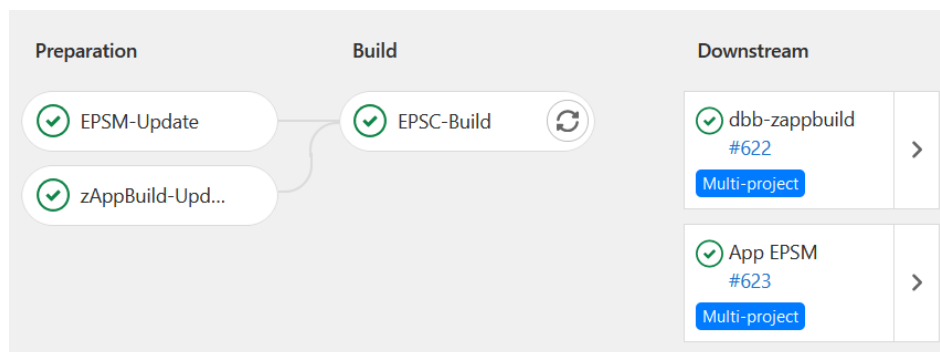 Preparation
EPSM-Update
zAppBuild-Upd...
Build
EPSC-Build
Downstream
dbb-zappbuild
#622
Multi-project
App EPSM
#623
Multi-project